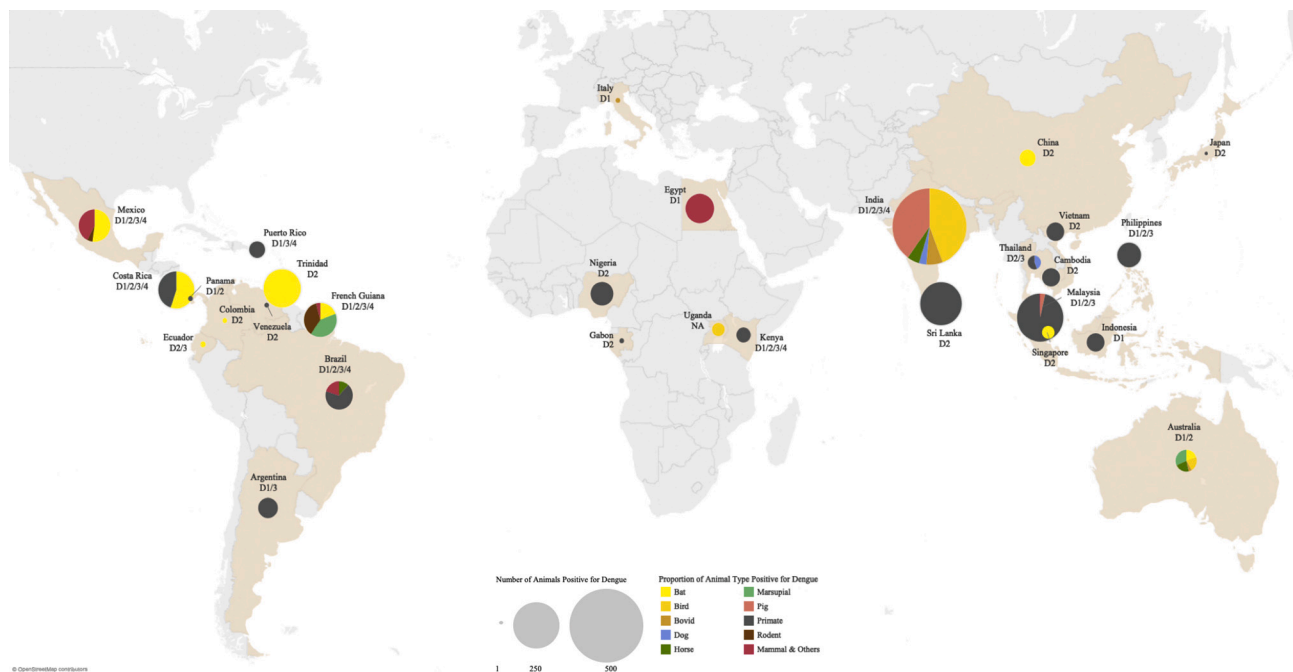 Italy
D1
China
D2
Japan
D2
Mexico
D1/2/3/4
Egypt
D1
India
D1/2/3/4
Puerto Rico
D1/3/4
Vietnam
D2
Philippines
D1/2/3
Trinidad
D2
Thailand
D2/3
Cambodia
D2
Costa Rica
D1/2/3/4
Panama
D1/2
Nigeria
D2
French Guiana
D1/2/3/4
Malaysia
D1/2/3
Colombia
D2
Venezuela
D2
Uganda
NA
Kenya
D1/2/3/4
Sri Lanka
D2
Indonesia
D1
Ecuador
D2/3
Gabon
D2
Singapore
D2
Brazil
D1/2/3/4
Australia
D1/2
Argentina
D1/3
Number of Animals Positive for Dengue
1
250
500
Proportion of Animal Type Positive for Dengue
Bat
Bird
Bovid
Dog
Horse
Marsupial
Pig
Primate
Rodent
Mammal & Others
© OpenStreetMap contributors